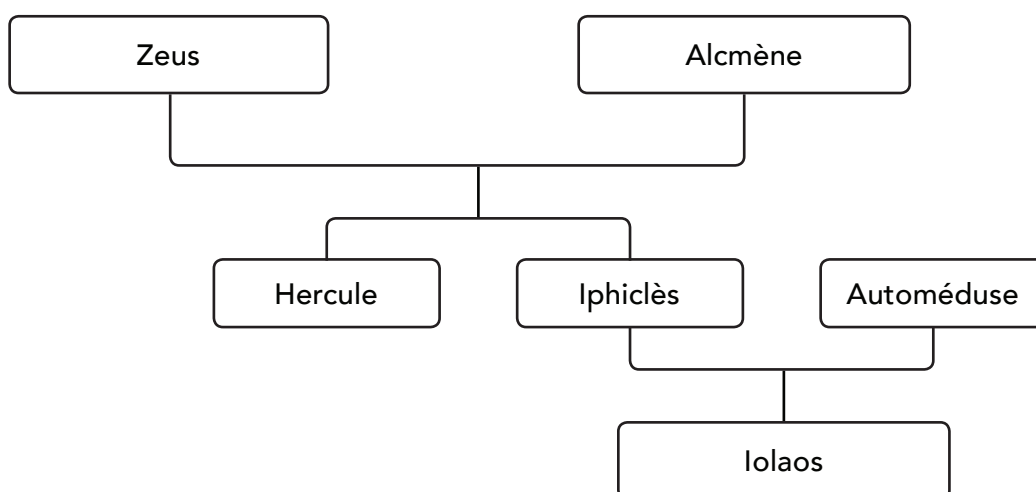 Zeus
Alcmène
Hercule
Iphiclès
Automéduse
Iolaos